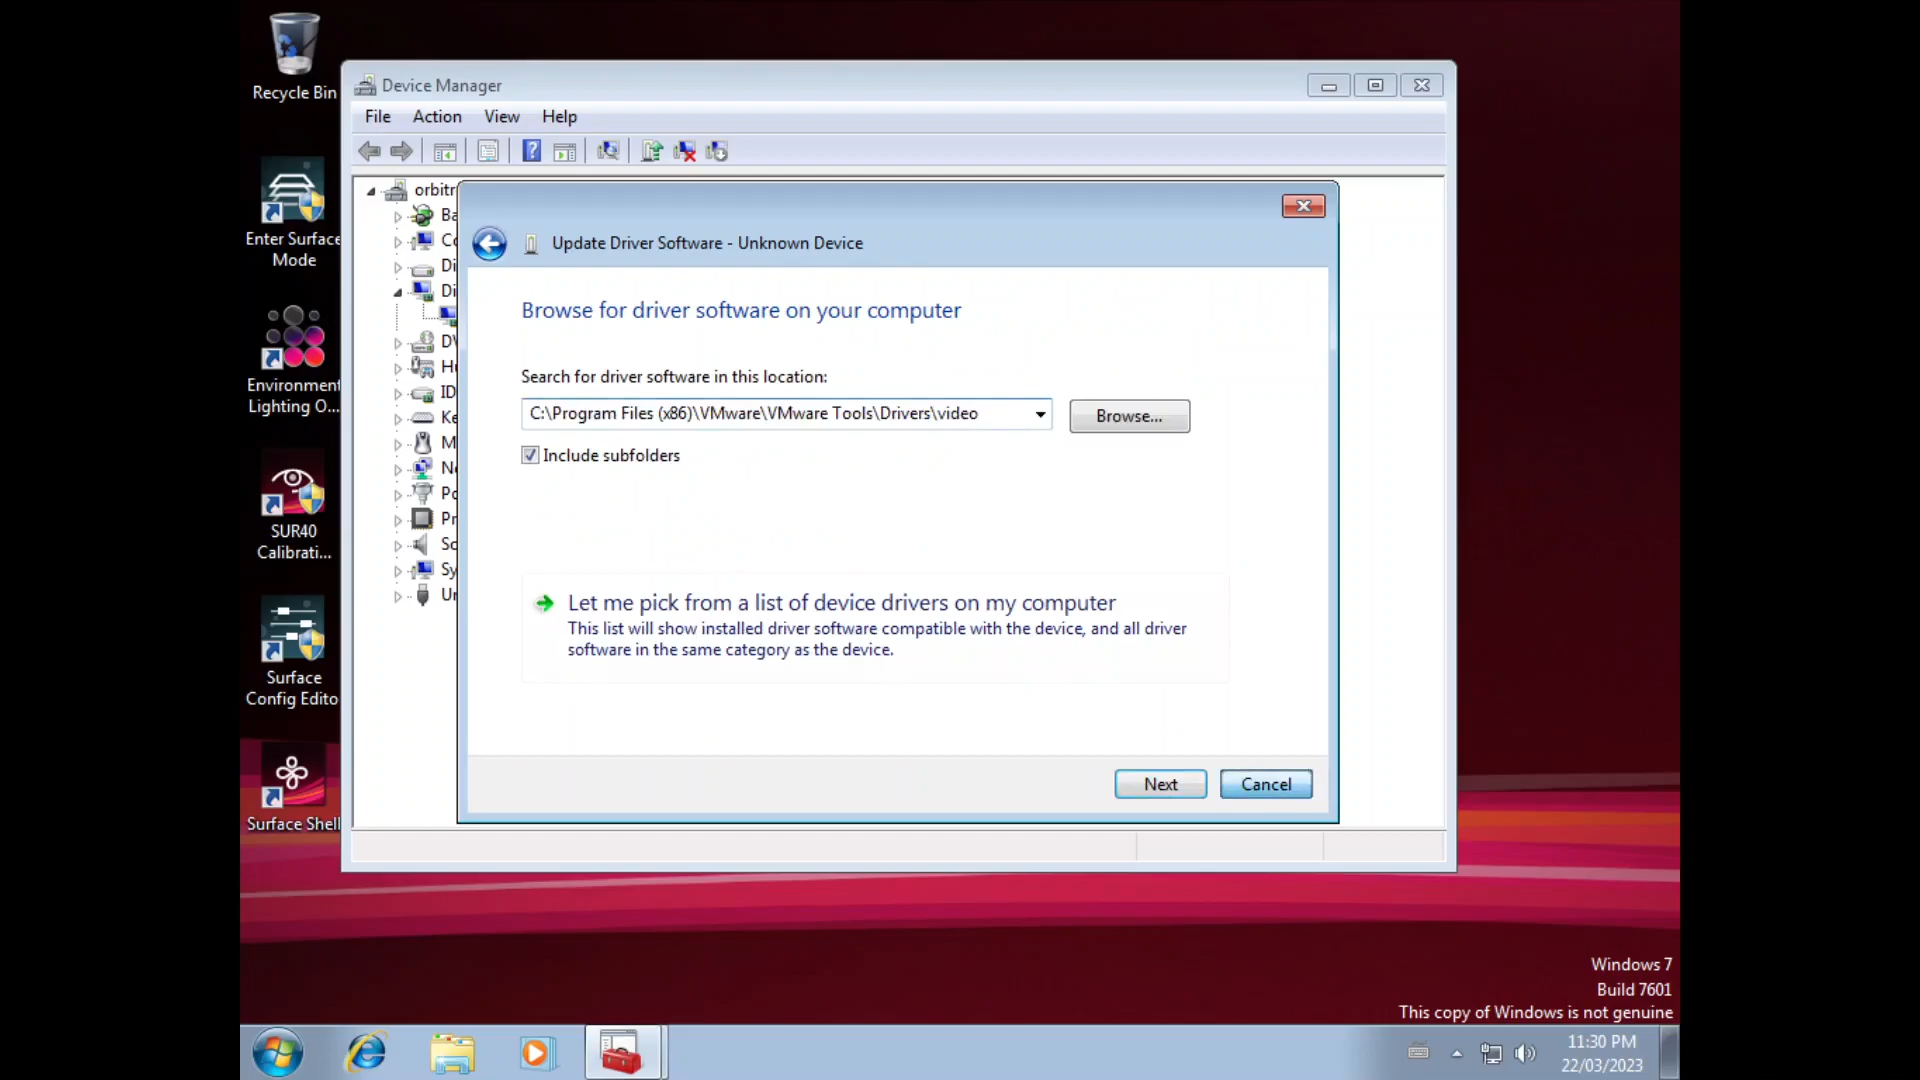 Recycle Bin
Enter Surface
Mode
Environment
Lighting O...
SUR40
Calibrati...
Surface
Config Edito
Surface Shell
Device Manager
File Action View Help
orbitr
Ba
Co
Di
Di
DV
Hu
ID
Ke
M
Ne
Po
Pr
So
Sy
Un
Update Driver Software - Unknown Device
Browse for driver software on your computer
Search for driver software in this location:
C:\Program Files (x86)\VMware\VMware Tools\Drivers\video
Browse...
Include subfolders
Let me pick from a list of device drivers on my computer
This list will show installed driver software compatible with the device, and all driver
software in the same category as the device.
Next
Cancel
Windows 7
Build 7601
This copy of Windows is not genuine
11:30 PM
22/03/2023